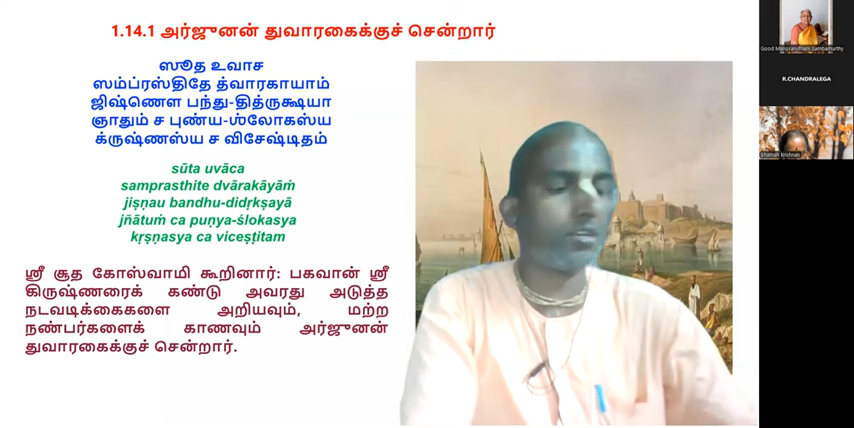 1.14.1 அர்ஜுனன் துவாரகைக்குச் சென்றார்
ஸூத உவாச
ஸம்ப்ரஸ்திதே த்வாரகாயாம்
ஜிஷ்ணௌ பந்து-தித்ருக்ஷயா
ஞாதும் ச புண்ய-ஸ்லோகஸ்ய
க்ருஷ்ணஸ்ய ச விசேஷ்டிதம்
sūta uvāca
samprasthite dvārakāyāṁ
jiṣṇau bandhu-didṛkṣayā
jñātuṁ ca puṇya-ślokasya
kṛṣṇasya ca viceṣṭitam
ஸ்ரீ சூத கோஸ்வாமி கூறினார்: பகவான் ஸ்ரீ
கிருஷ்ணரைக் கண்டு அவரது அடுத்த
நடவடிக்கைகளை அறியவும், மற்ற
நண்பர்களைக் காணவும் அர்ஜுனன்
துவாரகைக்குச் சென்றார்.
Good Manoranjitham Sambamurthy
R.CHANDRALEGA
bhamah krishnan